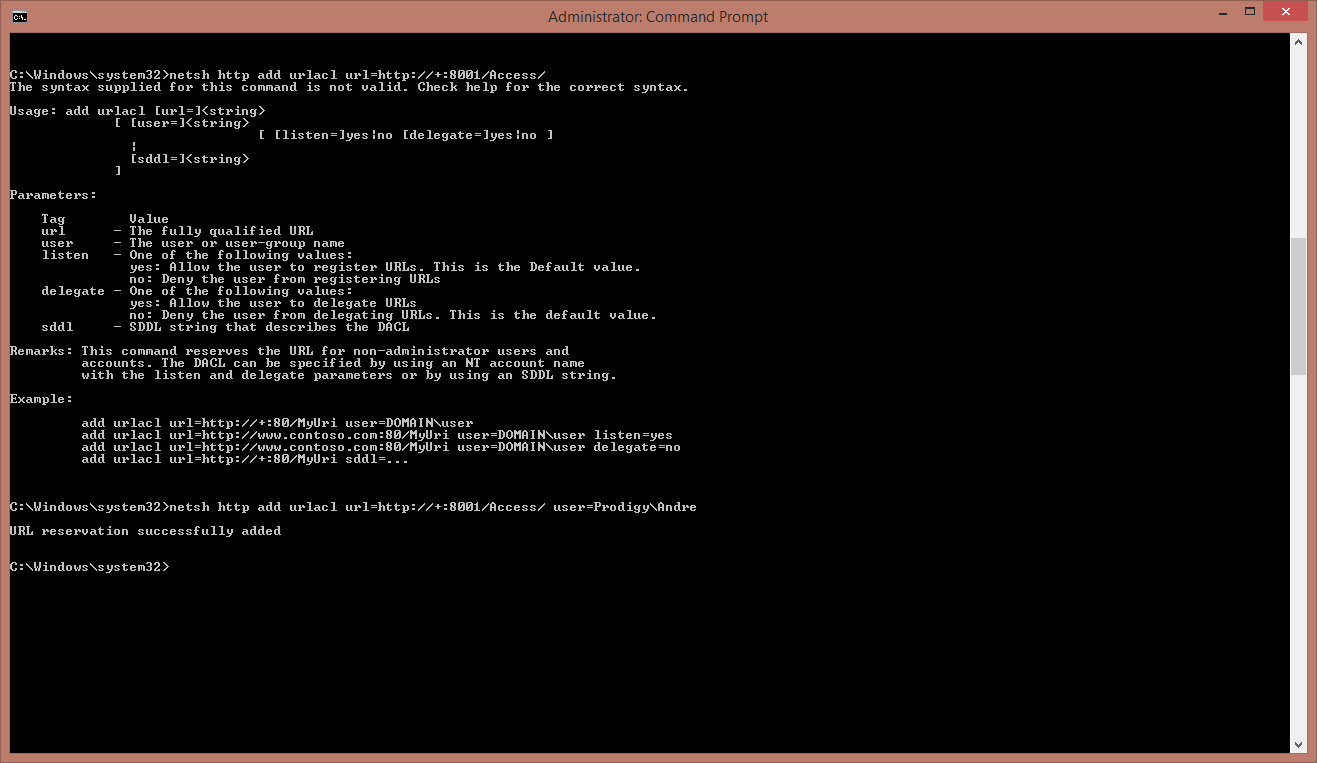 Administrator: Command Prompt
C:\Windows\system32>netsh http add urlacl url=http://+:8001/Access/
The syntax supplied for this command is not valid. Check help for the correct syntax.
Usage: add urlacl [url=]<string>
[ [user=]<string>
[ [listen=]yes|no [delegate=]yes|no ]
|
[sddl=]<string>
]
Parameters:
Tag Value
url - The fully qualified URL
user - The user or user-group name
listen - One of the following values:
yes: Allow the user to register URLs. This is the Default value.
no: Deny the user from registering URLs
delegate - One of the following values:
yes: Allow the user to delegate URLs
no: Deny the user from delegating URLs. This is the default value.
sddl - SDDL string that describes the DACL
Remarks: This command reserves the URL for non-administrator users and
accounts. The DACL can be specified by using an NT account name
with the listen and delegate parameters or by using an SDDL string.
Example:
add urlacl url=http://+:80/MyUri user=DOMAIN\user
add urlacl url=http://www.contoso.com:80/MyUri user=DOMAIN\user listen=yes
add urlacl url=http://www.contoso.com:80/MyUri user=DOMAIN\user delegate=no
add urlacl url=http://+:80/MyUri sddl=...
C:\Windows\system32>netsh http add urlacl url=http://+:8001/Access/ user=Prodigy\Andre
URL reservation successfully added
C:\Windows\system32>